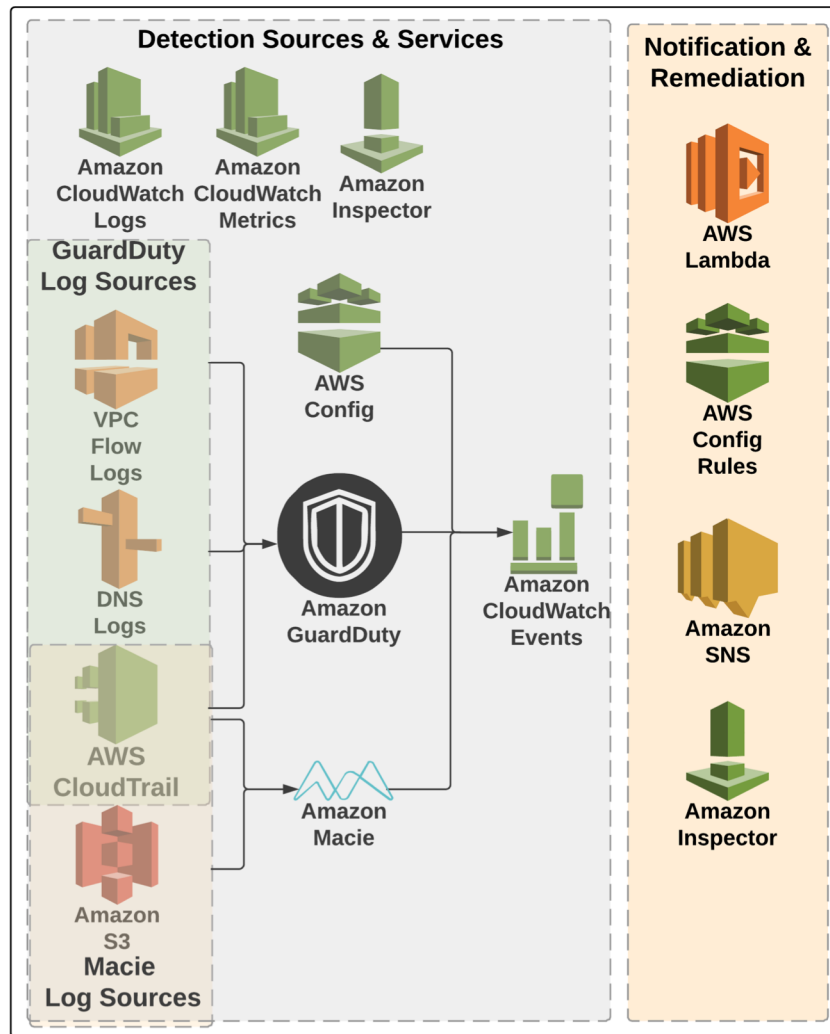 Detection Sources & Services
Amazon
CloudWatch
Logs
Amazon
CloudWatch
Metrics
Amazon
Inspector
GuardDuty
Log Sources
VPC
Flow
Logs
DNS
Logs
AWS
CloudTrail
Amazon
S3
Macie
Log Sources
AWS
Config
Amazon
GuardDuty
Amazon
Macie
Amazon
CloudWatch
Events
Notification &
Remediation
AWS
Lambda
AWS
Config
Rules
Amazon
SNS
Amazon
Inspector